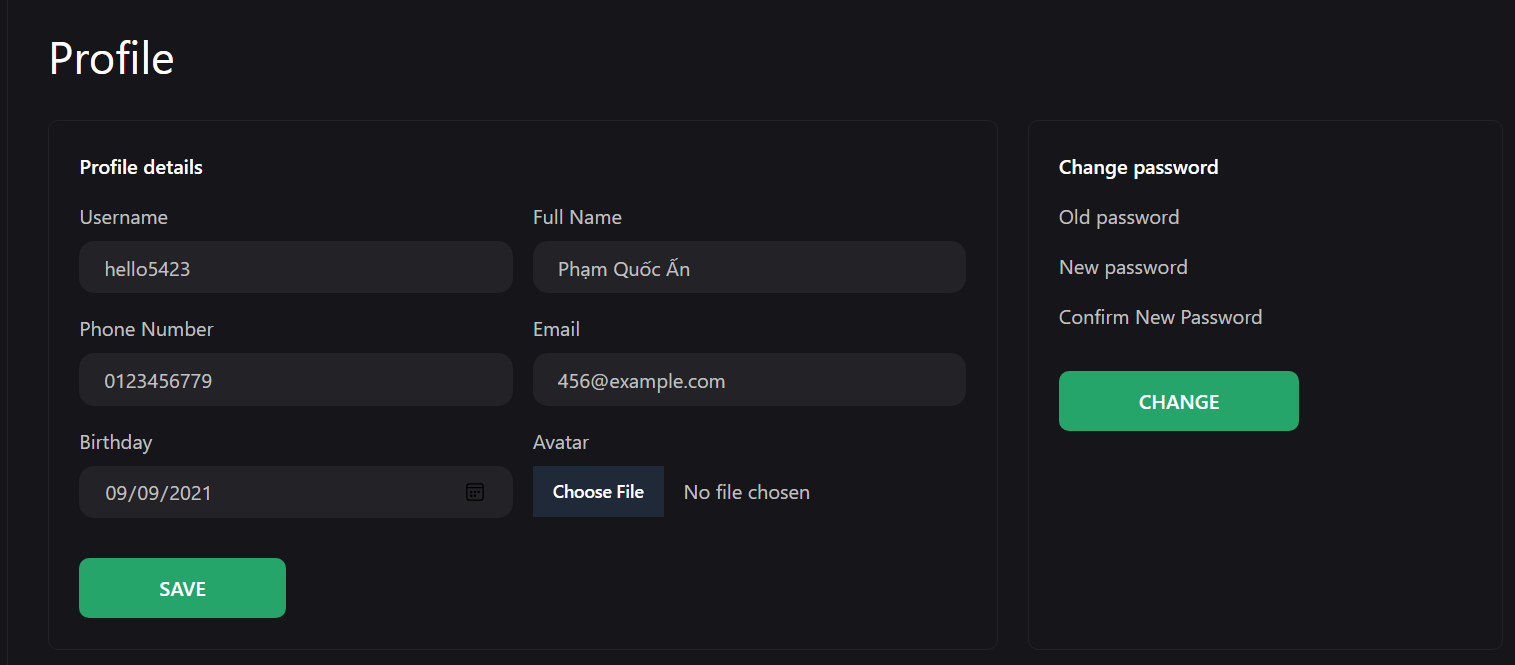 Profile
Profile details
Username
Full Name
hello5423
Phạm Quốc Ấn
Phone Number
Email
0123456779
456@example.com
Birthday
Avatar
09/09/2021
Choose File
No file chosen
SAVE
Change password
Old password
New password
Confirm New Password
CHANGE